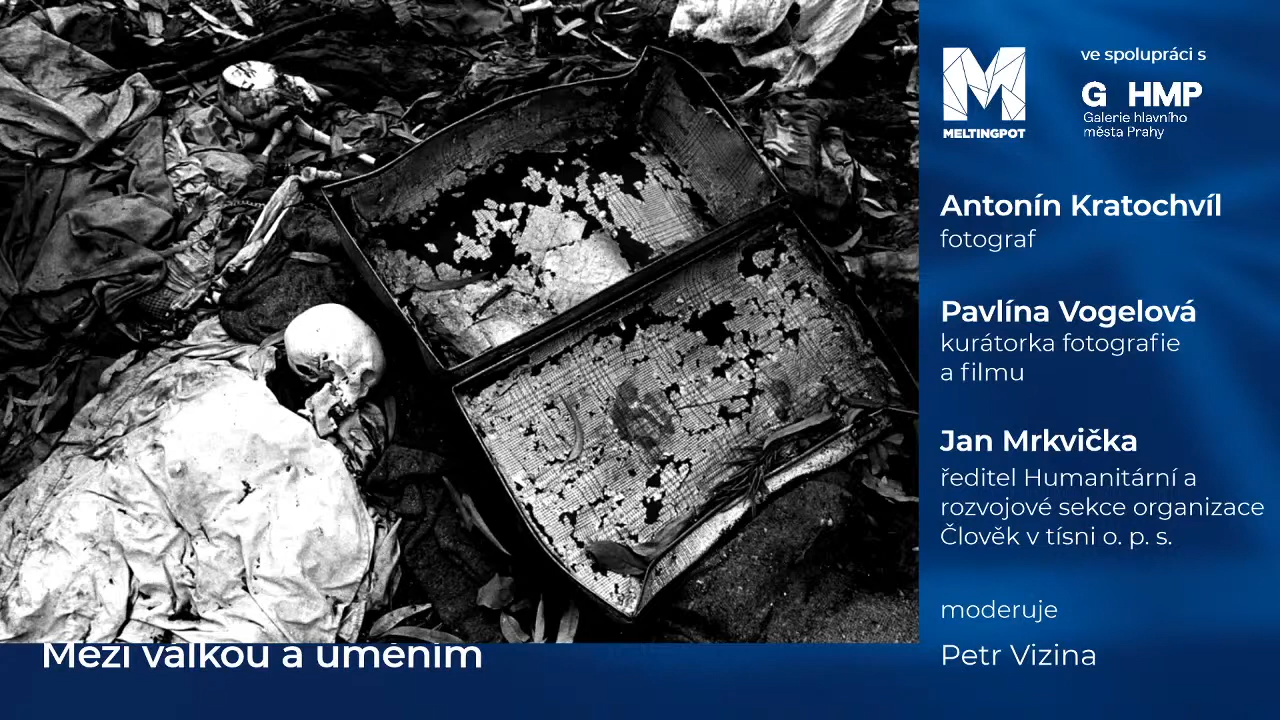 MELTINGPOT
ve spolupráci s
G HMP
Galerie hlavního
města Prahy
Antonín Kratochvíl
fotograf
Pavlína Vogelová
kurátorka fotografie
a filmu
Jan Mrkvička
ředitel Humanitární a
rozvojové sekce organizace
Člověk v tísni o. p. s.
moderuje
Petr Vizina
Mezi válkou a uměním